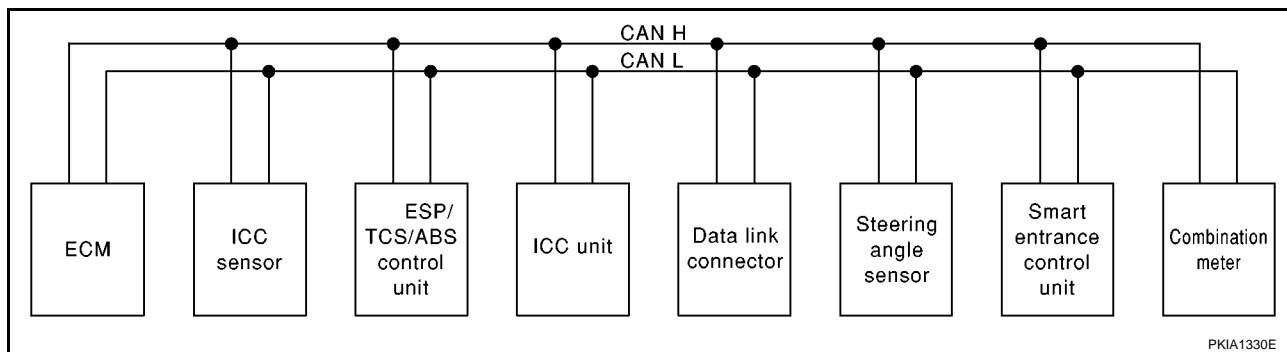 CAN H
CAN L
ECM
ICC
sensor
ESP/
TCS/ABS
control
unit
ICC unit
Data link
connector
Steering
angle
sensor
Smart
entrance
control
unit
Combination
meter
PKIA1330E